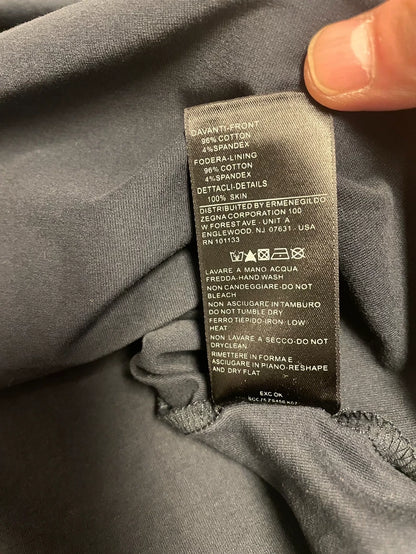 DAVANTI-FRONT
96% COTTON
4% SPANDEX
FODERA-LINING
96% COTTON
4% SPANDEX
DETTACLI-DETAILS
100% SKIN
DISTRIBUTED BY ERMENEGILDO
ZEGNA CORPORATION 100
W FOREST AVE - UNIT A
ENGLEWOOD, NJ 07631 - USA
RN 101133
LAVARE A MANO ACQUA
FREDDA-HAND WASH
NON CANDEGGIARE-DO NOT
BLEACH
NON ASCIUGARE IN TAMBURO
DO NOT TUMBLE DRY
FERRO TIEPIDO-IRON: LOW
HEAT
NON LAVARE A SECCO-DO NOT
DRYCLEAN
RIMETTERE IN FORMA E
ASCIUGARE IN PIANO-RESHAPE
AND DRY FLAT
EXC DK